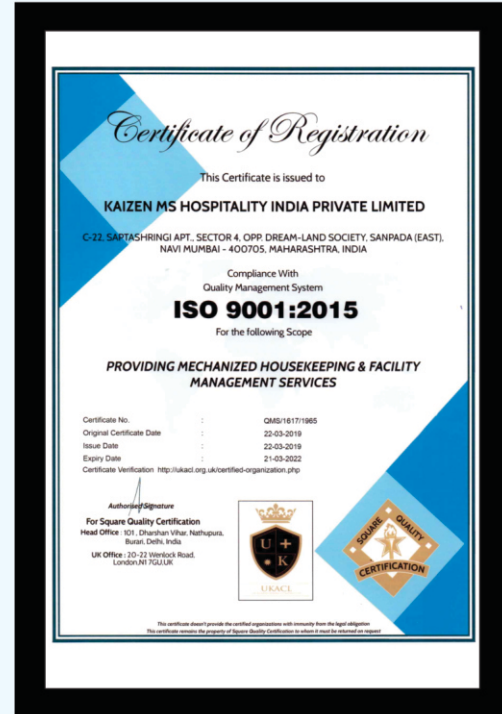 Certificate of Registration
This Certificate is issued to
KAIZEN MS HOSPITALITY INDIA PRIVATE LIMITED
C-22, SAPTASHRINGI APT., SECTOR 4, OPP. DREAM-LAND SOCIETY, SANPADA (EAST),
NAVI MUMBAI - 400705, MAHARASHTRA, INDIA
Compliance With
Quality Management System
ISO 9001:2015
For the following Scope
PROVIDING MECHANIZED HOUSEKEEPING & FACILITY
MANAGEMENT SERVICES
Certificate No. : QMS/1617/1985
Original Certificate Date : 22-03-2019
Issue Date : 22-03-2019
Expiry Date : 21-03-2022
Certificate Verification http://ukacl.org.uk/certified-organization.php
Authorised Signature
For Square Quality Certification
Head Office : 101, Dharshan Vihar, Nathupura,
Burari, Delhi, India
UK Office : 20-22 Wenlock Road,
London,N1 7GU,UK
U K
UKACL
SQUARE QUALITY
CERTIFICATION
This certificate doesn't provide the certified organizations with immunity from the legal obligation
This certificate remains the property of Square Quality Certification to whom it must be returned on request